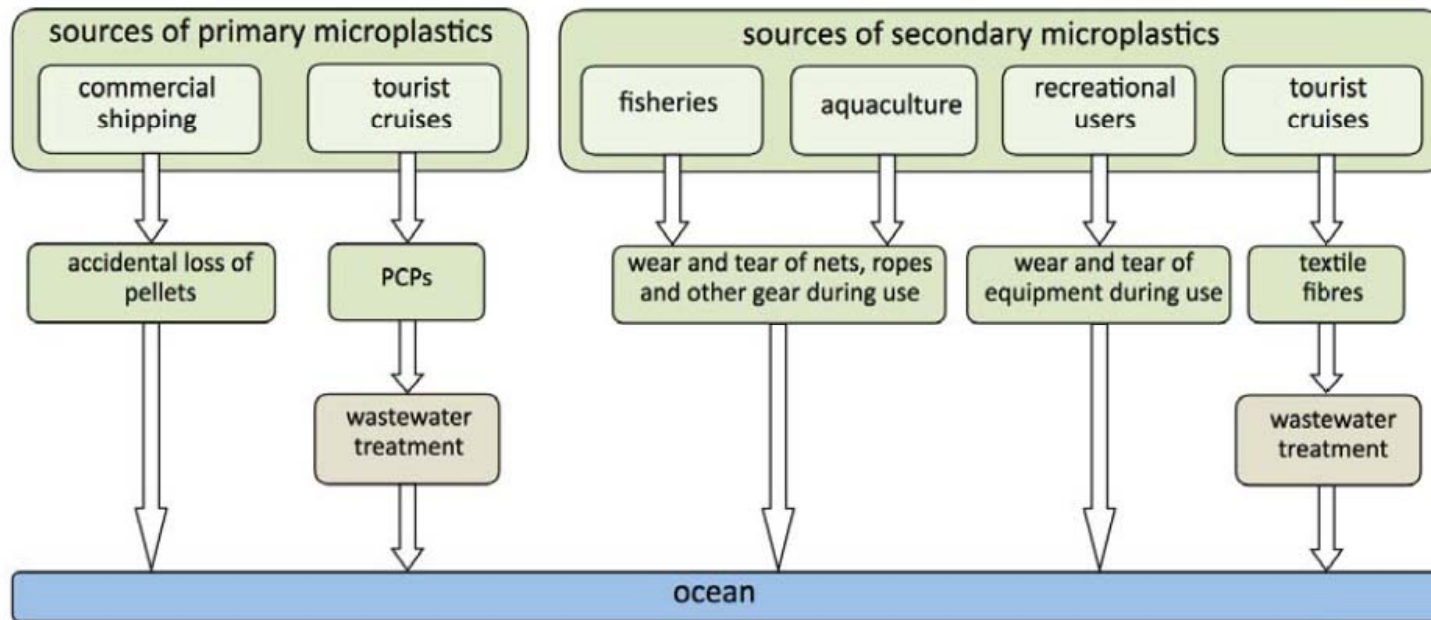 sources of primary microplastics
commercial
shipping
tourist
cruises
accidental loss of
pellets
PCPs
wastewater
treatment
sources of secondary microplastics
fisheries
aquaculture
recreational
users
tourist
cruises
wear and tear of nets, ropes
and other gear during use
wear and tear of
equipment during use
textile
fibres
wastewater
treatment
ocean